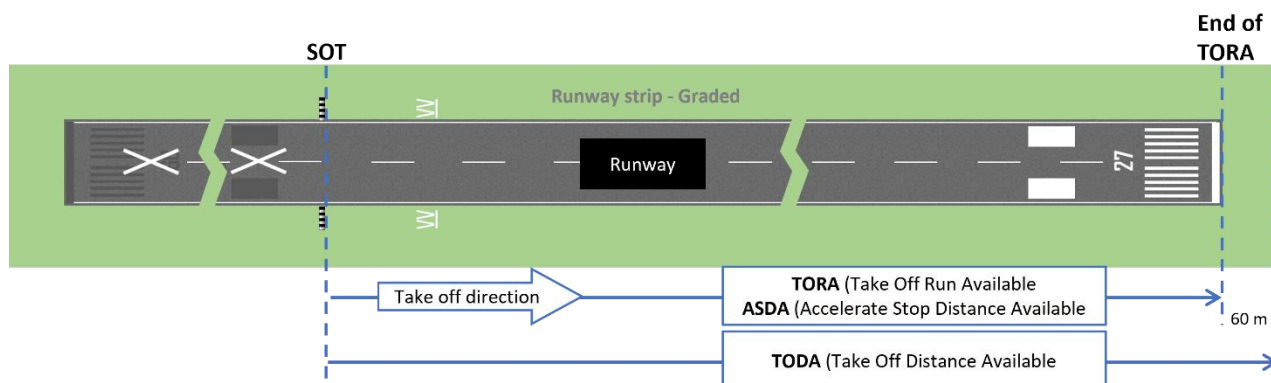 End of
TORA
SOT
Runway strip - Graded
W
Runway
27
W
Take off direction
TORA (Take Off Run Available
ASDA (Accelerate Stop Distance Available
60 m
TODA (Take Off Distance Available